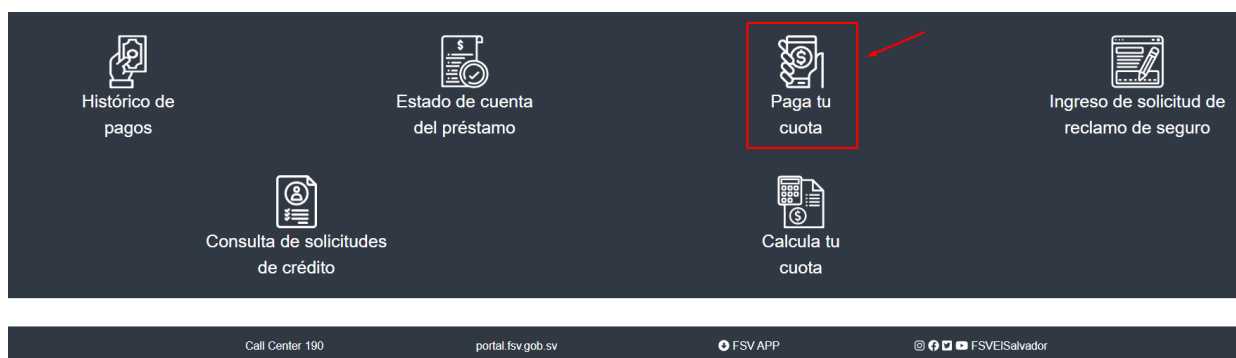 Histórico de
pagos
Estado de cuenta
del préstamo
Paga tu
cuota
Ingreso de solicitud de
reclamo de seguro
Consulta de solicitudes
de crédito
Calcula tu
cuota
Call Center 190
portal.fsv.gob.sv
FSV APP
FSVElSalvador